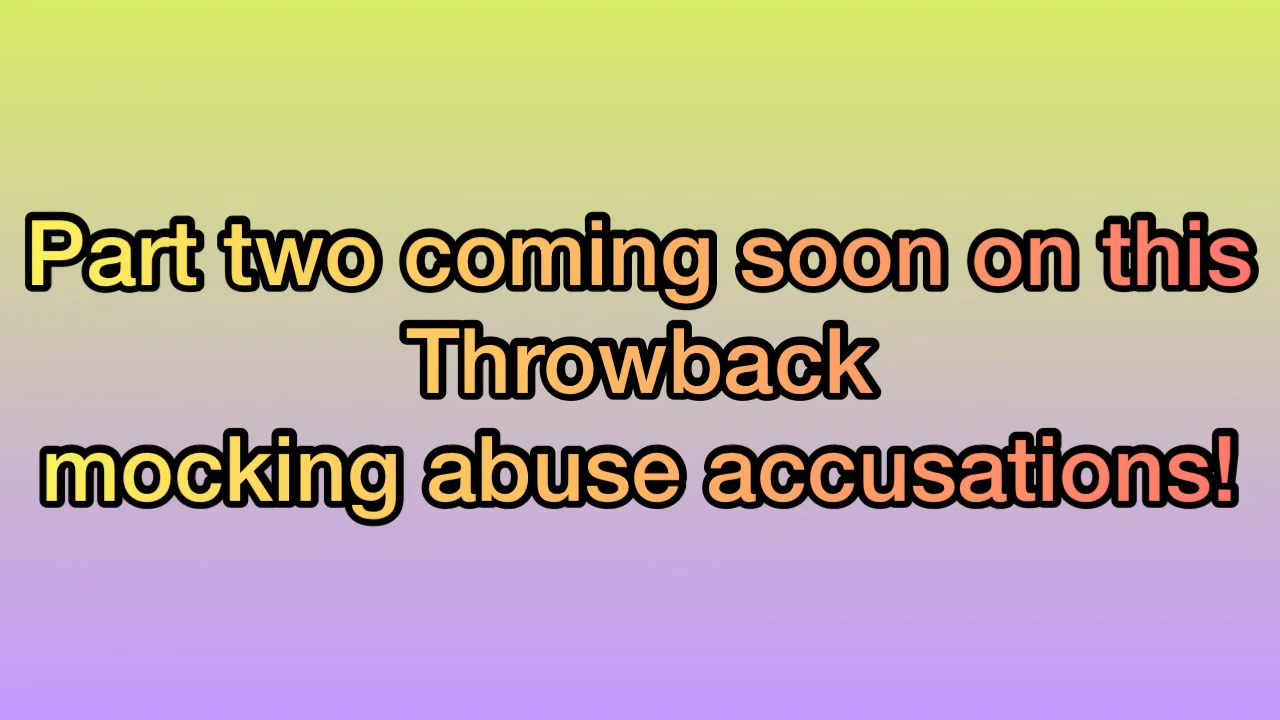 Part two coming soon on this
Throwback
mocking abuse accusations!